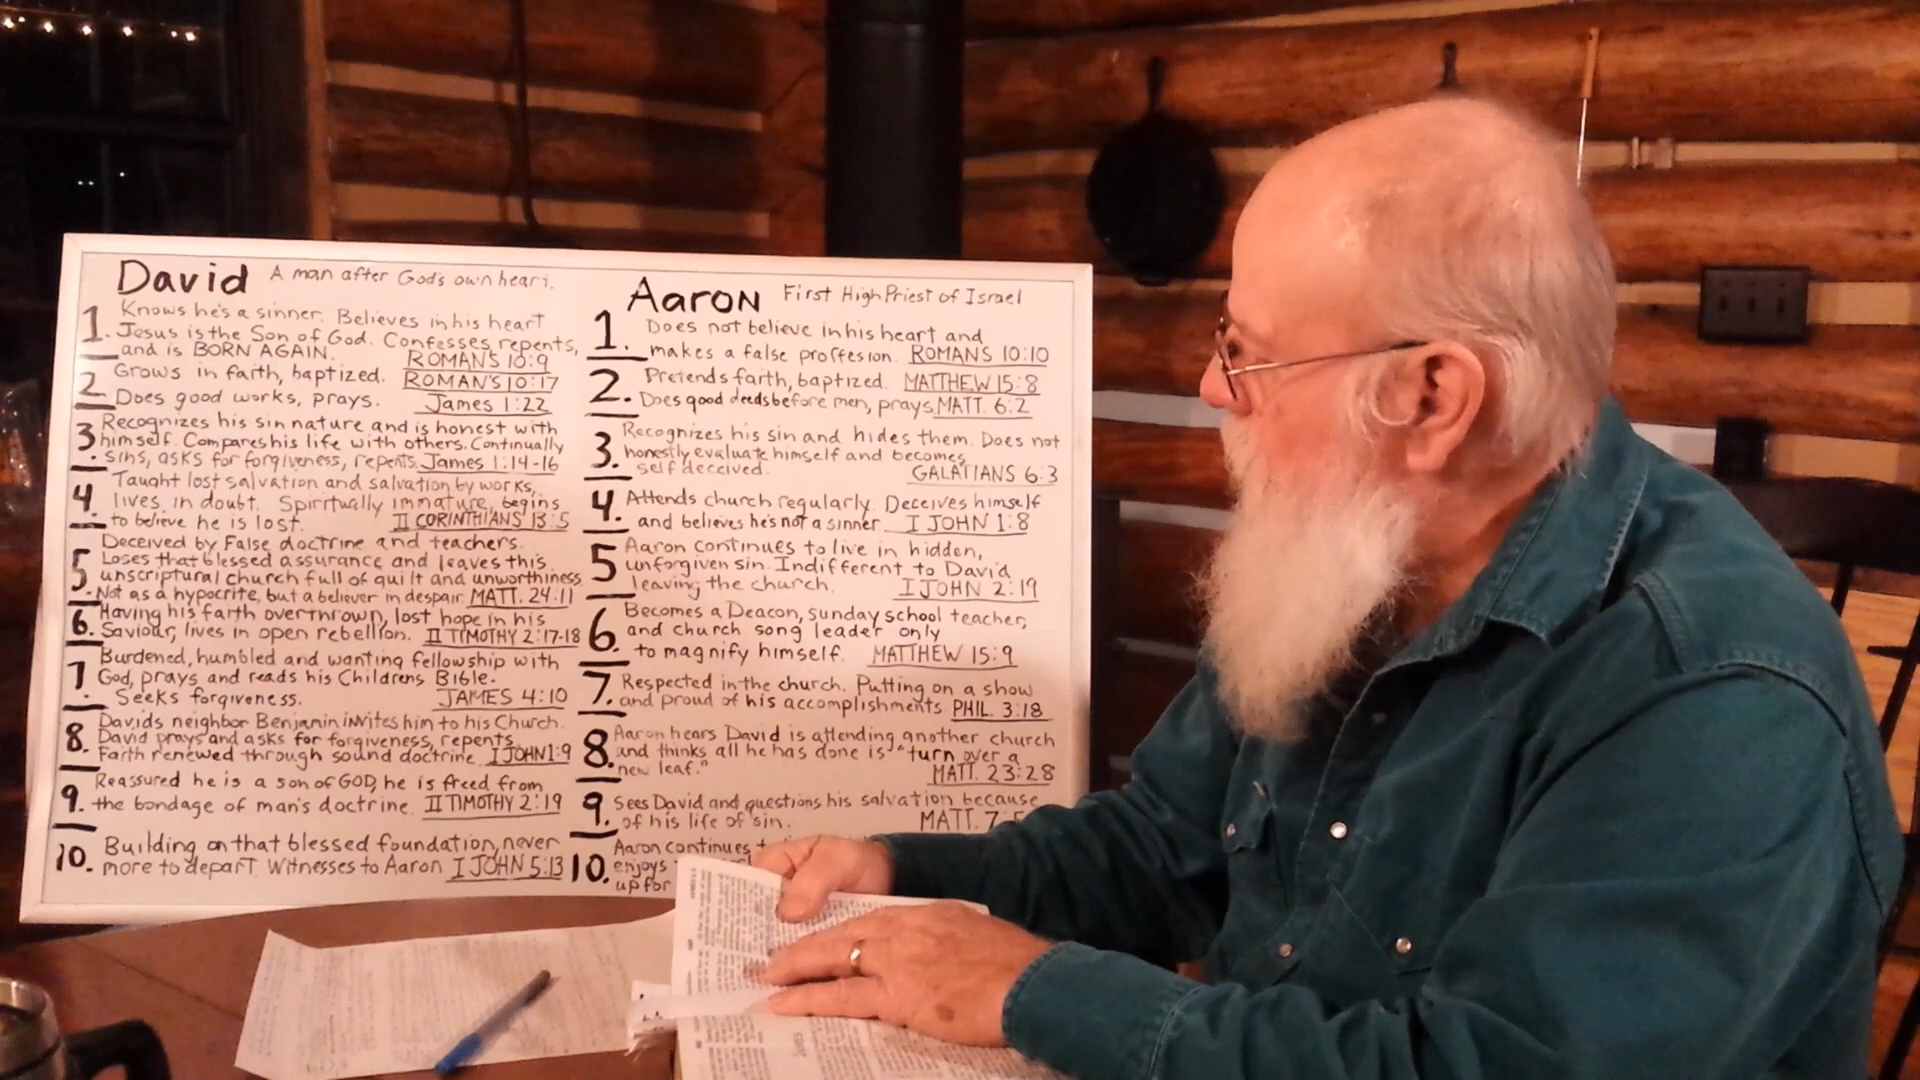 David A man after God's own heart.
1. Knows he's a sinner. Believes in his heart
Jesus is the Son of God. Confesses, repents,
and is BORN AGAIN. ROMANS 10:9
2 Grows in faith, baptized. ROMAN'S 10:17
Does good works, prays. James 1:22
3. Recognizes his sin nature and is honest with
himself. Compares his life with others. Continually
sins, asks for forgiveness, repents. James 1:14-16
4. Taught lost salvation and salvation by works,
lives in doubt. Spiritually immature, begins
to believe he is lost. II CORINTHIANS 13:5
5. Deceived by False doctrine and teachers.
Loses that blessed assurance and leaves this
unscriptural church full of guilt and unworthiness
Not as a hypocrite, but a believer in despair MATT. 24:11
6. Having his faith overthrown, lost hope in his
Saviour, lives in open rebellion. II TIMOTHY 2:17-18
7. Burdened, humbled and wanting fellowship with
God, prays and reads his Childrens Bible.
Seeks forgiveness. JAMES 4:10
8. Davids neighbor Benjamin invites him to his Church.
David prays and asks for forgiveness, repents
Faith renewed through sound doctrine I JOHN 1:9
9. Reassured he is a son of GOD, he is freed from
the bondage of man's doctrine. II TIMOTHY 2:19
10. Building on that blessed foundation, never
more to depart. Witnesses to Aaron I JOHN 5:13
Aaron First High Priest of Israel
1. Does not believe in his heart and
makes a false proffesion. ROMANS 10:10
2. Pretends faith, baptized. MATTHEW 15:8
Does good deeds before men, prays, MATT. 6:2
3. Recognizes his sin and hides them. Does not
honestly evaluate himself and becomes
self deceived. GALATIANS 6:3
4. Attends church regularly. Deceives himself
and believes he's not a sinner I JOHN 1:8
5 Aaron continues to live in hidden,
unforgiven sin. Indifferent to David
leaving the church. I JOHN 2:19
6. Becomes a Deacon, sunday school teacher,
and church song leader only
to magnify himself. MATTHEW 15:9
7. Respected in the church. Putting on a show
and proud of his accomplishments PHIL. 3:18
8. Aaron hears David is attending another church
and thinks all he has done is "turn over a
new leaf." MATT. 23:28
9. Sees David and questions his salvation because
of his life of sin. MATT. 7:5
10. Aaron continues
enjoys
up for